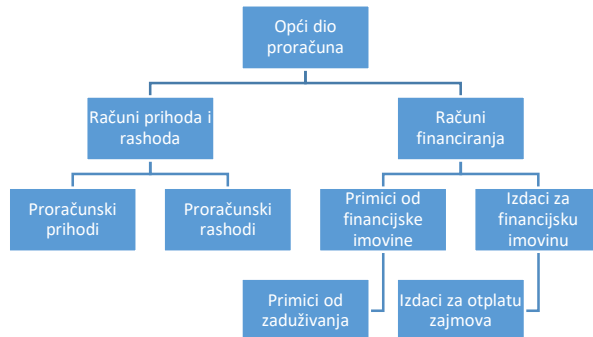 Opći dio
proračuna
Računi prihoda i
rashoda
Računi
financiranja
Proračunski
prihodi
Proračunski
rashodi
Primici od
financijske
imovine
Izdaci za
financijsku
imovinu
Primici od
zaduživanja
Izdaci za otplatu
zajmova